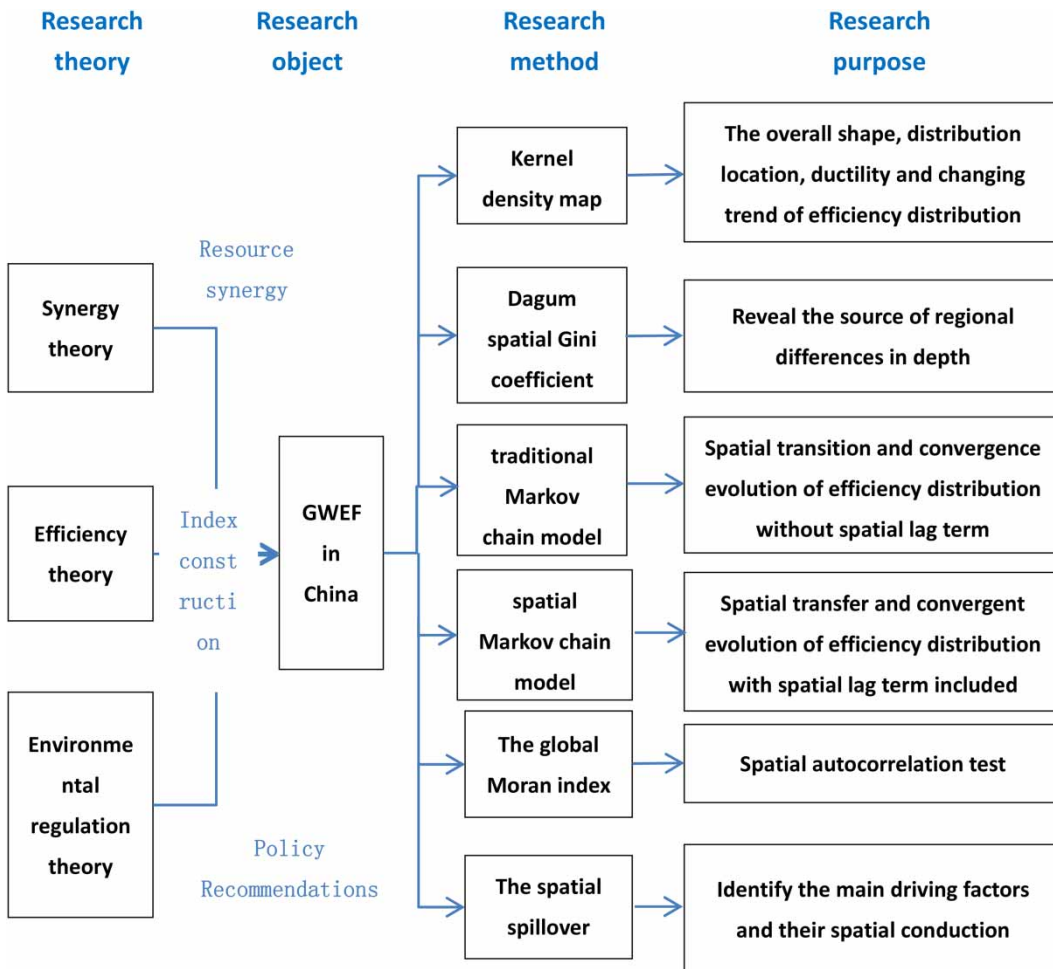 Research theory
Research object
Research method
Research purpose
Synergy
theory
Efficiency
theory
Environme
ntal
regulation
theory
Resource
synergy
Index
const
ructi
on
Policy
Recommendations
GWEF
in
China
Kernel
density map
The overall shape, distribution
location, ductility and changing
trend of efficiency distribution
Dagum
spatial Gini
coefficient
Reveal the source of regional
differences in depth
traditional
Markov
chain model
Spatial transition and convergence
evolution of efficiency distribution
without spatial lag term
spatial
Markov chain
model
Spatial transfer and convergent
evolution of efficiency distribution
with spatial lag term included
The global
Moran index
Spatial autocorrelation test
The spatial
spillover
Identify the main driving factors
and their spatial conduction